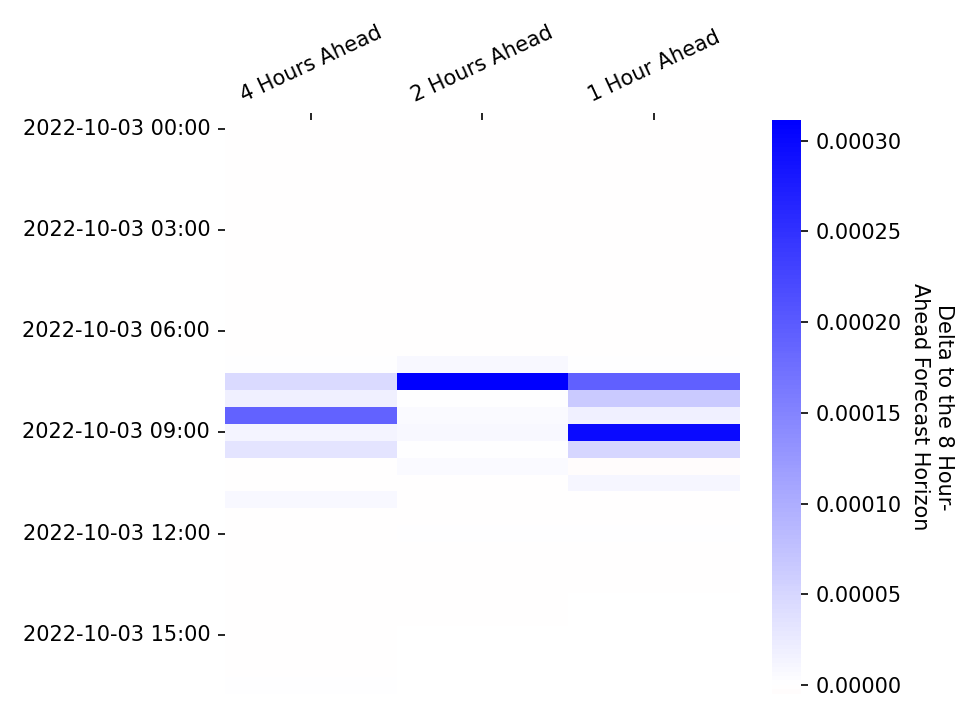 4 Hours Ahead
2 Hours Ahead
1 Hour Ahead
2022-10-03 00:00
2022-10-03 03:00
2022-10-03 06:00
2022-10-03 09:00
2022-10-03 12:00
2022-10-03 15:00
0.00030
0.00025
0.00020
0.00015
0.00010
0.00005
0.00000
Delta to the 8 Hour-
Ahead Forecast Horizon